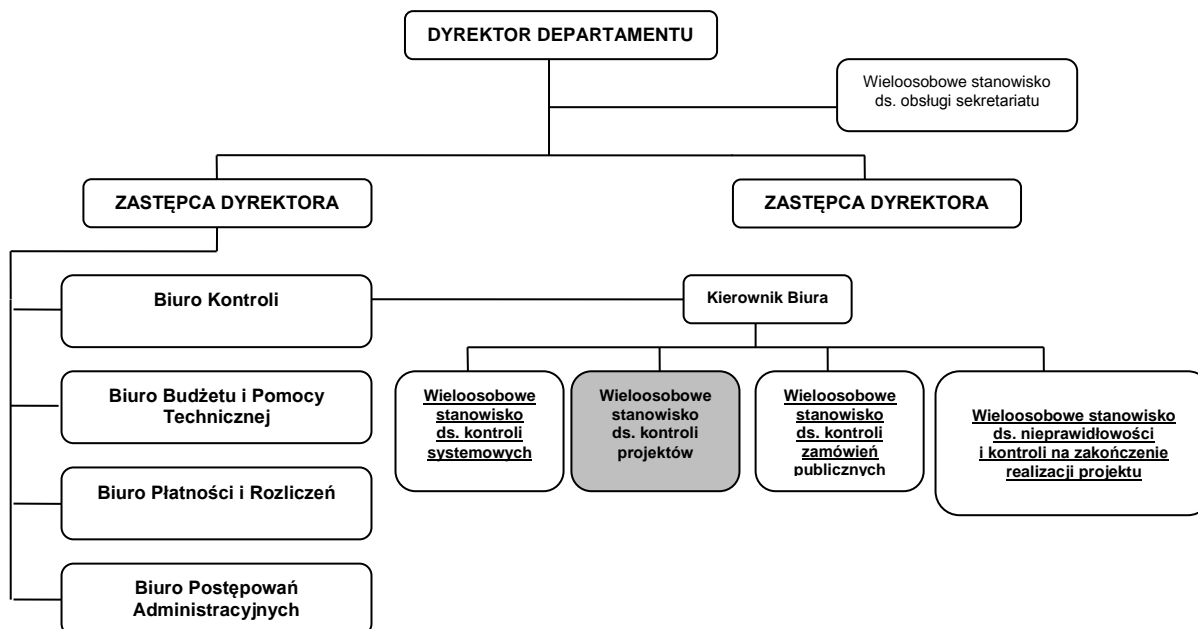 DYREKTOR DEPARTAMENTU
Wieloosobowe stanowisko
ds. obsługi sekretariatu
ZASTĘPCA DYREKTORA
ZASTĘPCA DYREKTORA
Biuro Kontroli
Kierownik Biura
Wieloosobowe
stanowisko
ds. kontroli
systemowych
Wieloosobowe
stanowisko
ds. kontroli
projektów
Wieloosobowe
stanowisko
ds. kontroli
zamówień
publicznych
Wieloosobowe stanowisko
ds. nieprawidłowości
i kontroli na zakończenie
realizacji projektu
Biuro Budżetu i Pomocy
Technicznej
Biuro Płatności i Rozliczeń
Biuro Postępowań
Administracyjnych